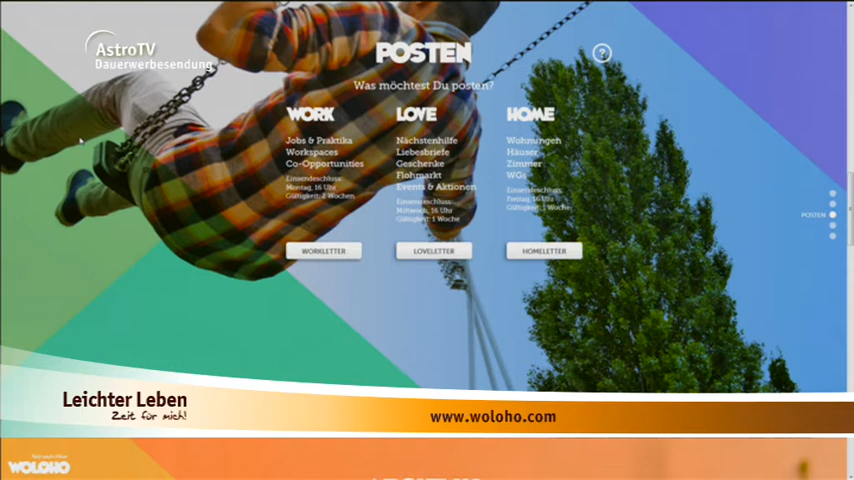 AstroTV
Dauerwerbesendung
POSTEN
?
Was möchtest Du posten?
WORK
Jobs & Praktika
Workspaces
Co-Opportunities
Einsendeschluss:
Montag, 16 Uhr
Gültigkeit: 2 Wochen
WORKLETTER
LOVE
Nächstenhilfe
Liebesbriefe
Geschenke
Flohmarkt
Events & Aktionen
Einsendeschluss:
Mittwoch, 16 Uhr
Gültigkeit: 1 Woche
LOVELETTER
HOME
Wohnungen
Häuser
Zimmer
WGs
Einsendeschluss:
Freitag, 16 Uhr
Gültigkeit: 1 Woche
HOMELETTER
POSTEN
Leichter Leben
Zeit für mich!
www.woloho.com
WOLOHO